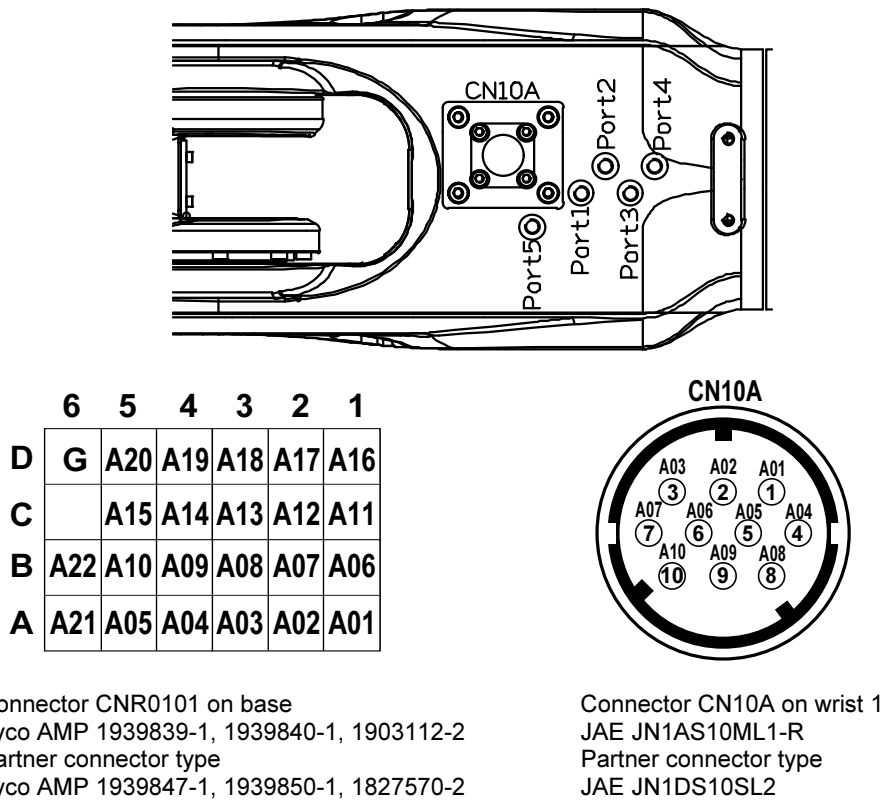 CN10A
Port2
Port4
Port5
Port1
Port3
6 5 4 3 2 1
D G A20 A19 A18 A17 A16
C A15 A14 A13 A12 A11
B A22 A10 A09 A08 A07 A06
A A21 A05 A04 A03 A02 A01
CN10A
A03 A02 A01
3 2 1
A07 A06 A05 A04
7 6 5 4
A10 A09 A08
10 9 8
onnector CNR0101 on base
yco AMP 1939839-1, 1939840-1, 1903112-2
artner connector type
yco AMP 1939847-1, 1939850-1, 1827570-2
Connector CN10A on wrist 1
JAE JN1AS10ML1-R
Partner connector type
JAE JN1DS10SL2